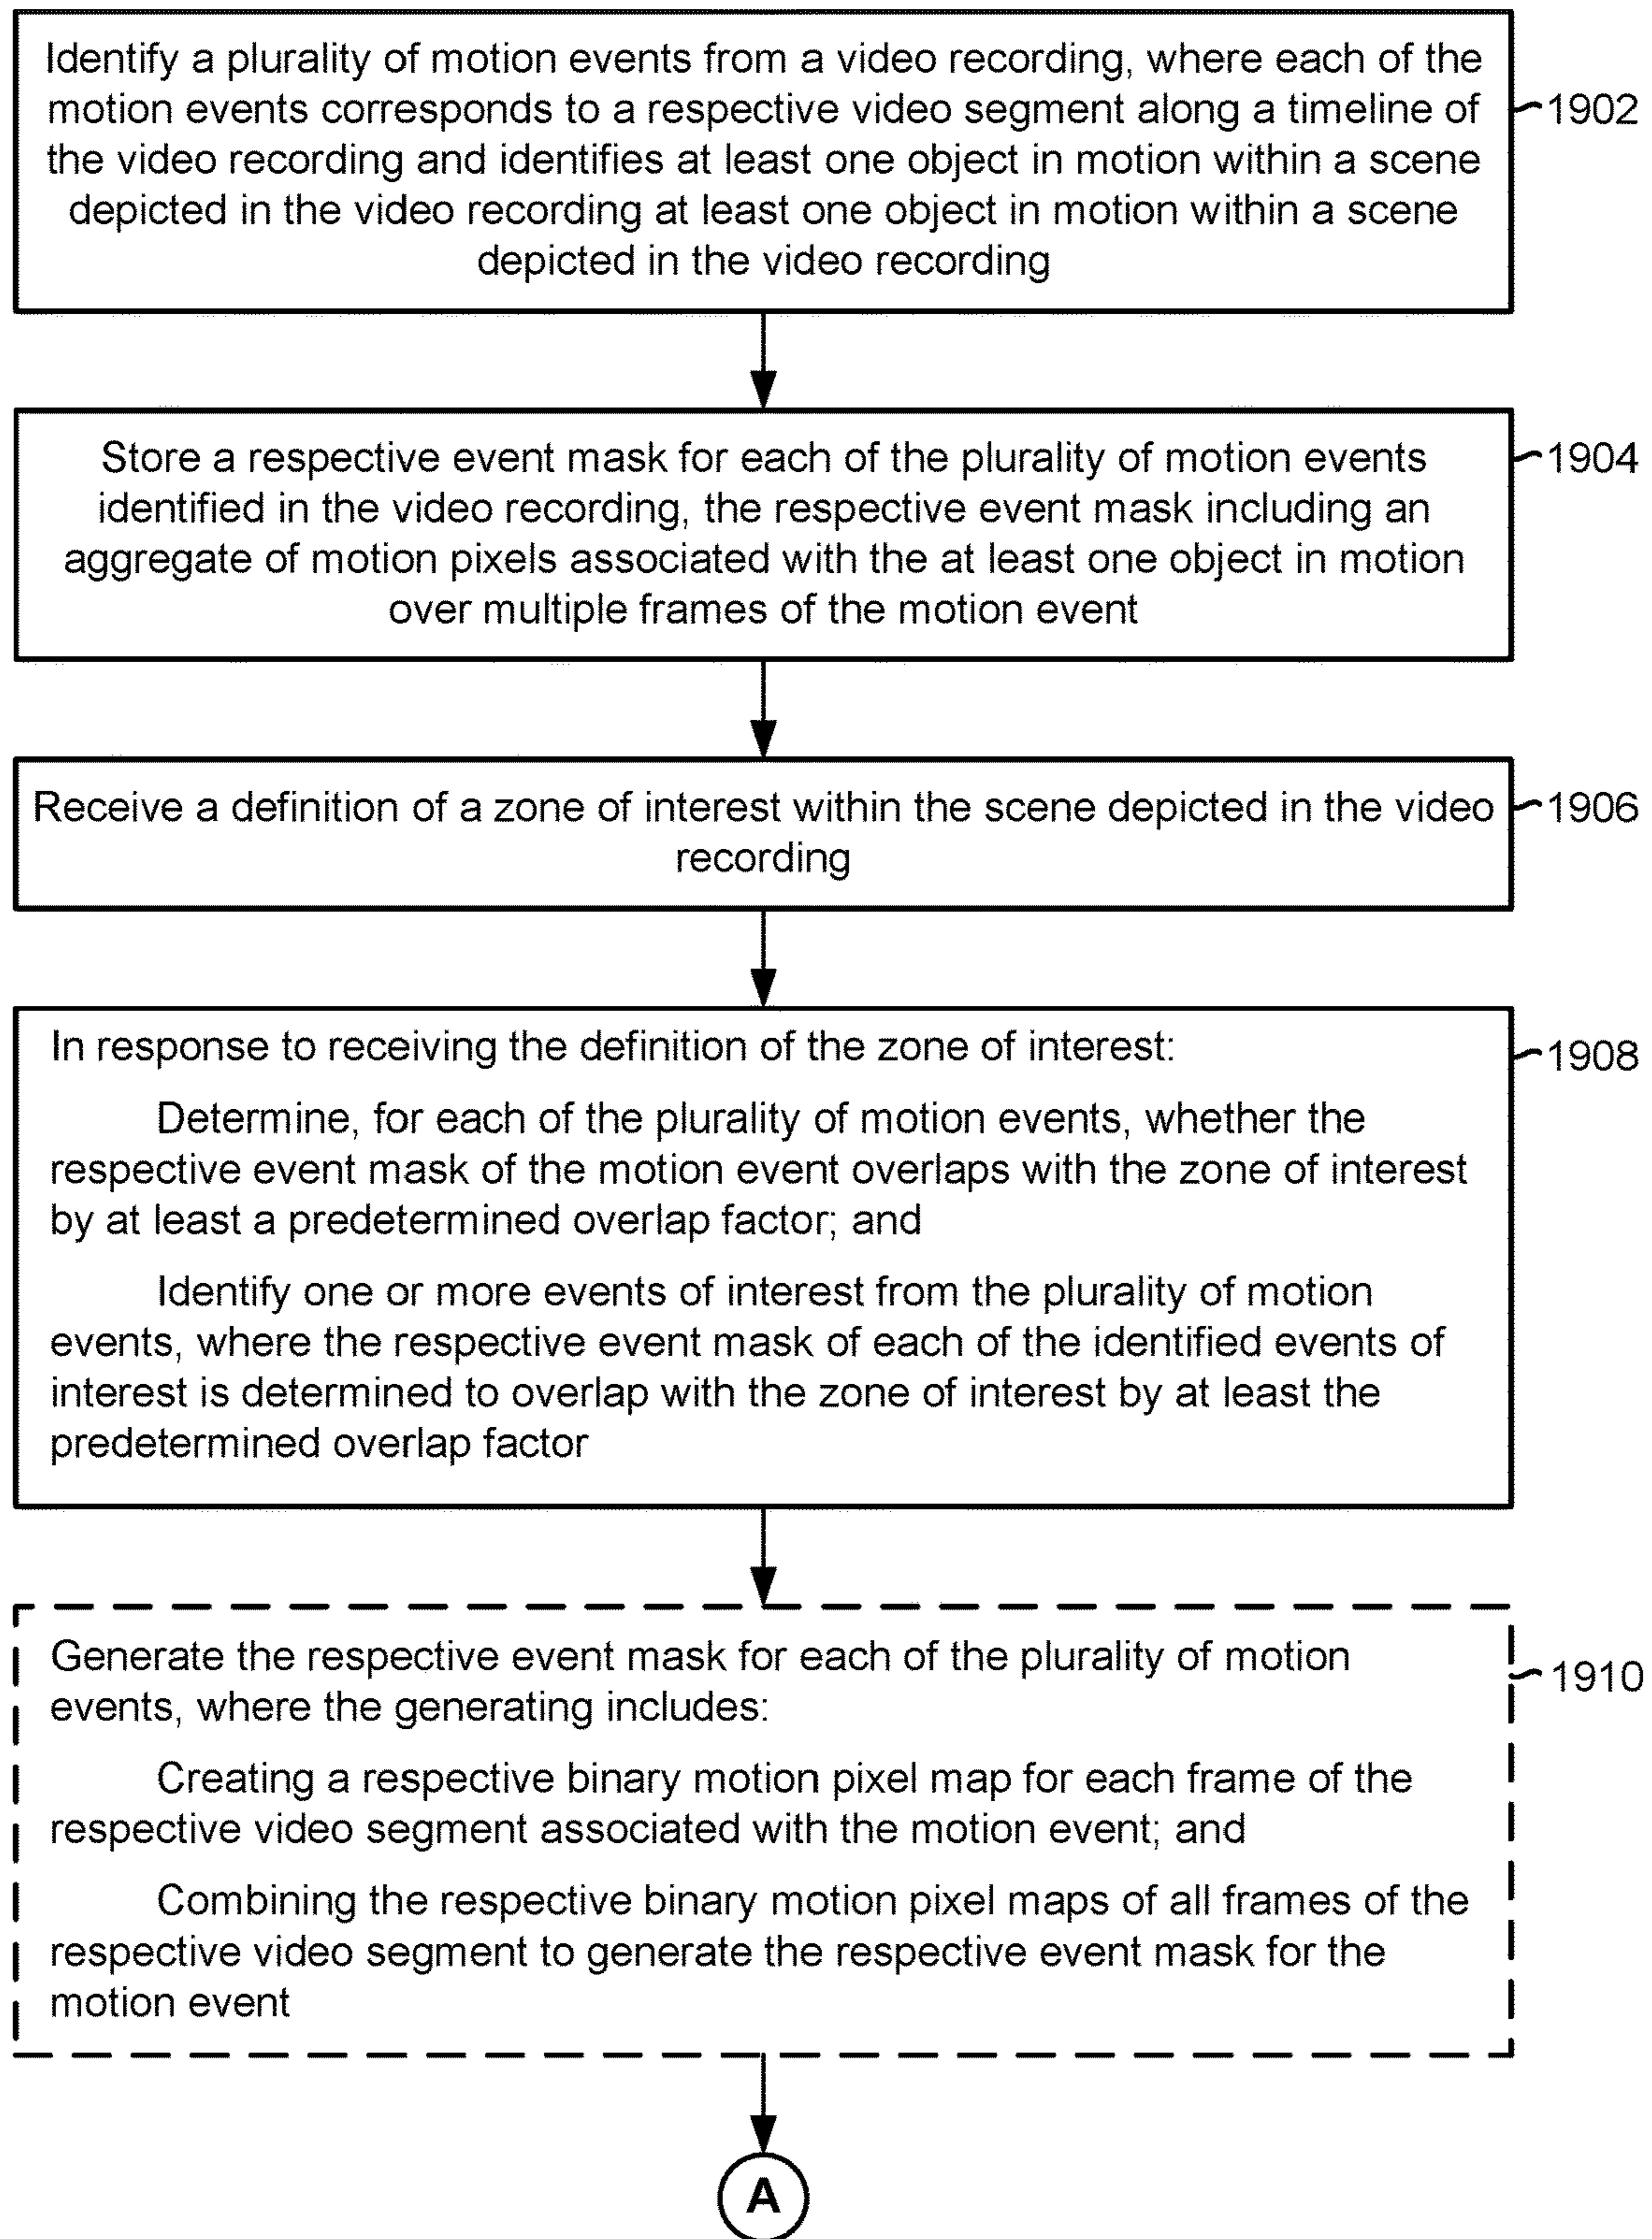 Identify a plurality of motion events from a video recording, where each of the
motion events corresponds to a respective video segment along a timeline of
the video recording and identifies at least one object in motion within a scene
depicted in the video recording at least one object in motion within a scene
depicted in the video recording
1902
Store a respective event mask for each of the plurality of motion events
identified in the video recording, the respective event mask including an
aggregate of motion pixels associated with the at least one object in motion
over multiple frames of the motion event
1904
Receive a definition of a zone of interest within the scene depicted in the video
recording
1906
In response to receiving the definition of the zone of interest:
Determine, for each of the plurality of motion events, whether the
respective event mask of the motion event overlaps with the zone of interest
by at least a predetermined overlap factor; and
Identify one or more events of interest from the plurality of motion
events, where the respective event mask of each of the identified events of
interest is determined to overlap with the zone of interest by at least the
predetermined overlap factor
1908
Generate the respective event mask for each of the plurality of motion
events, where the generating includes:
Creating a respective binary motion pixel map for each frame of the
respective video segment associated with the motion event; and
Combining the respective binary motion pixel maps of all frames of the
respective video segment to generate the respective event mask for the
motion event
1910
A